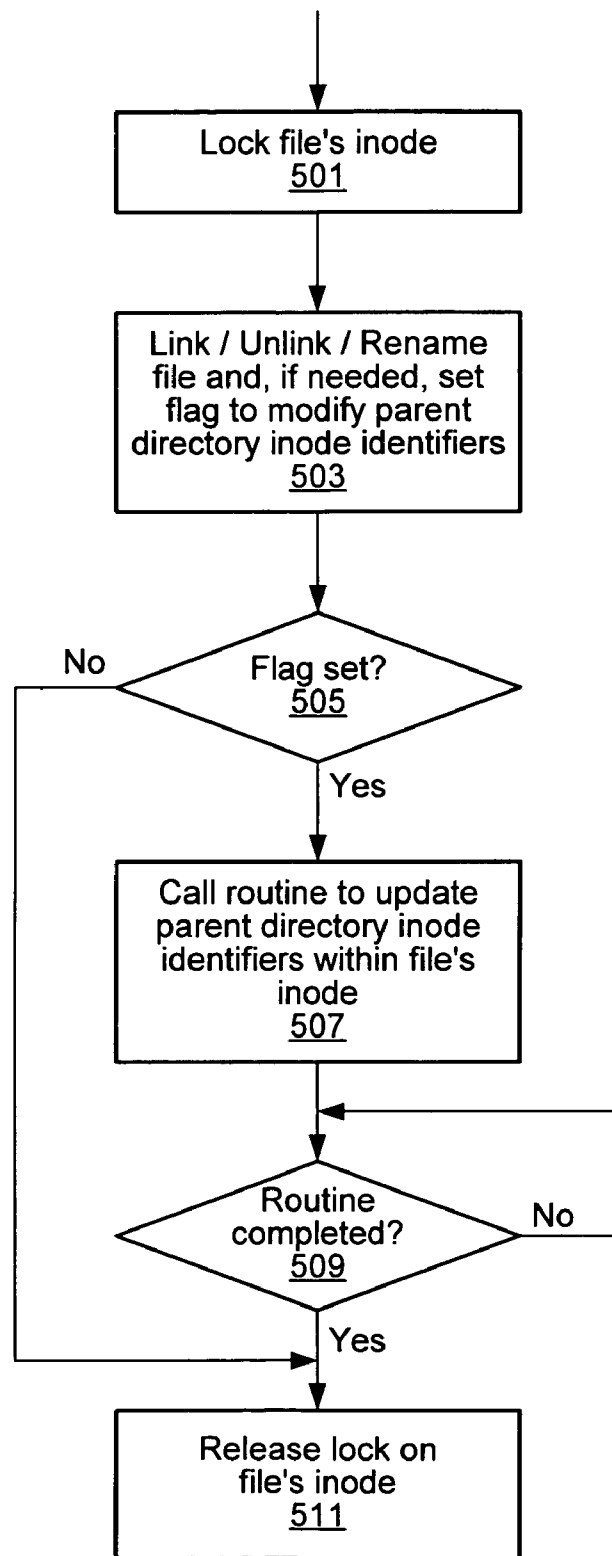 Lock file's inode
501
Link / Unlink / Rename
file and, if needed, set
flag to modify parent
directory inode identifiers
503
No
Flag set?
505
Yes
Call routine to update
parent directory inode
identifiers within file's
inode
507
Routine
completed?
509
No
Yes
Release lock on
file's inode
511